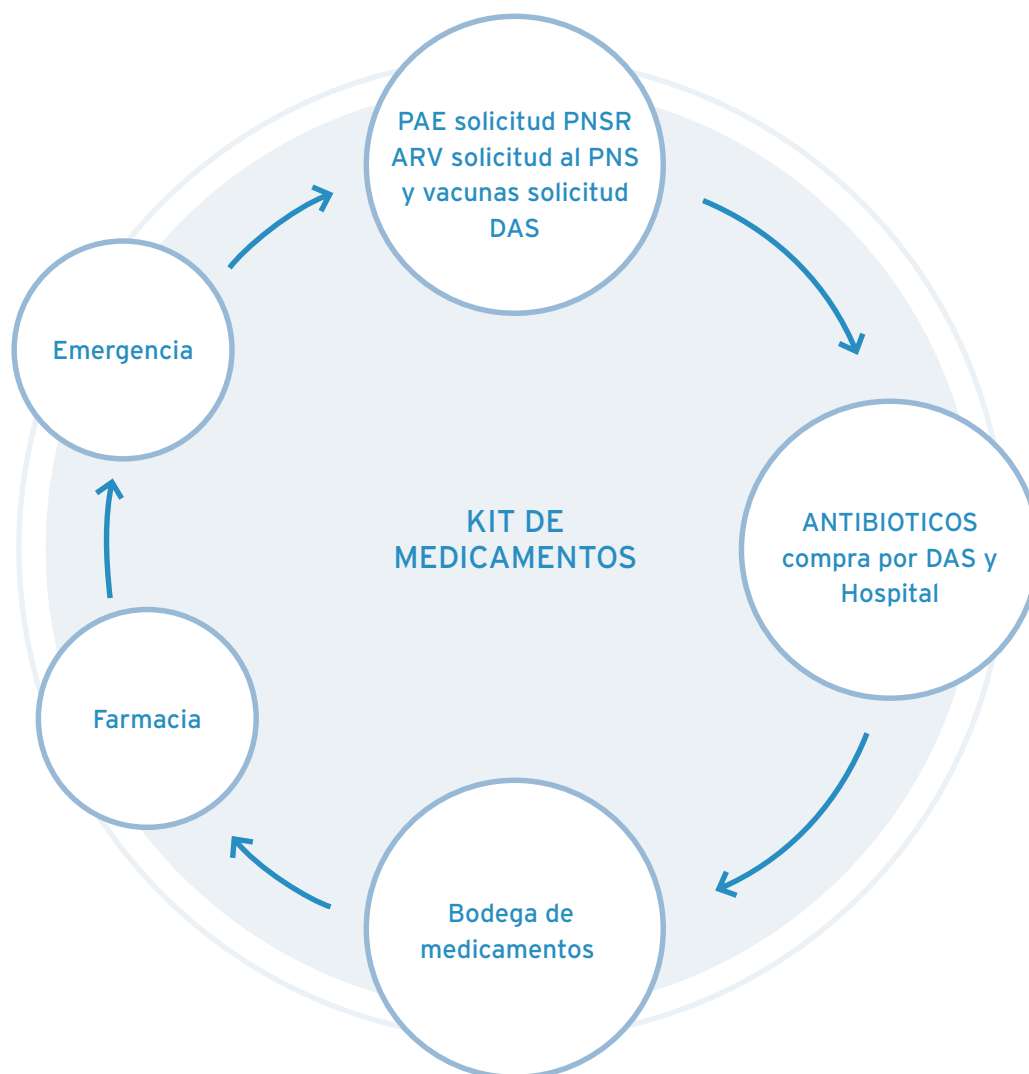 PAE solicitud PNSR
ARV solicitud al PNS
y vacunas solicitud
DAS
Emergencia
KIT DE
MEDICAMENTOS
ANTIBIOTICOS
compra por DAS y
Hospital
Farmacia
Bodega de
medicamentos